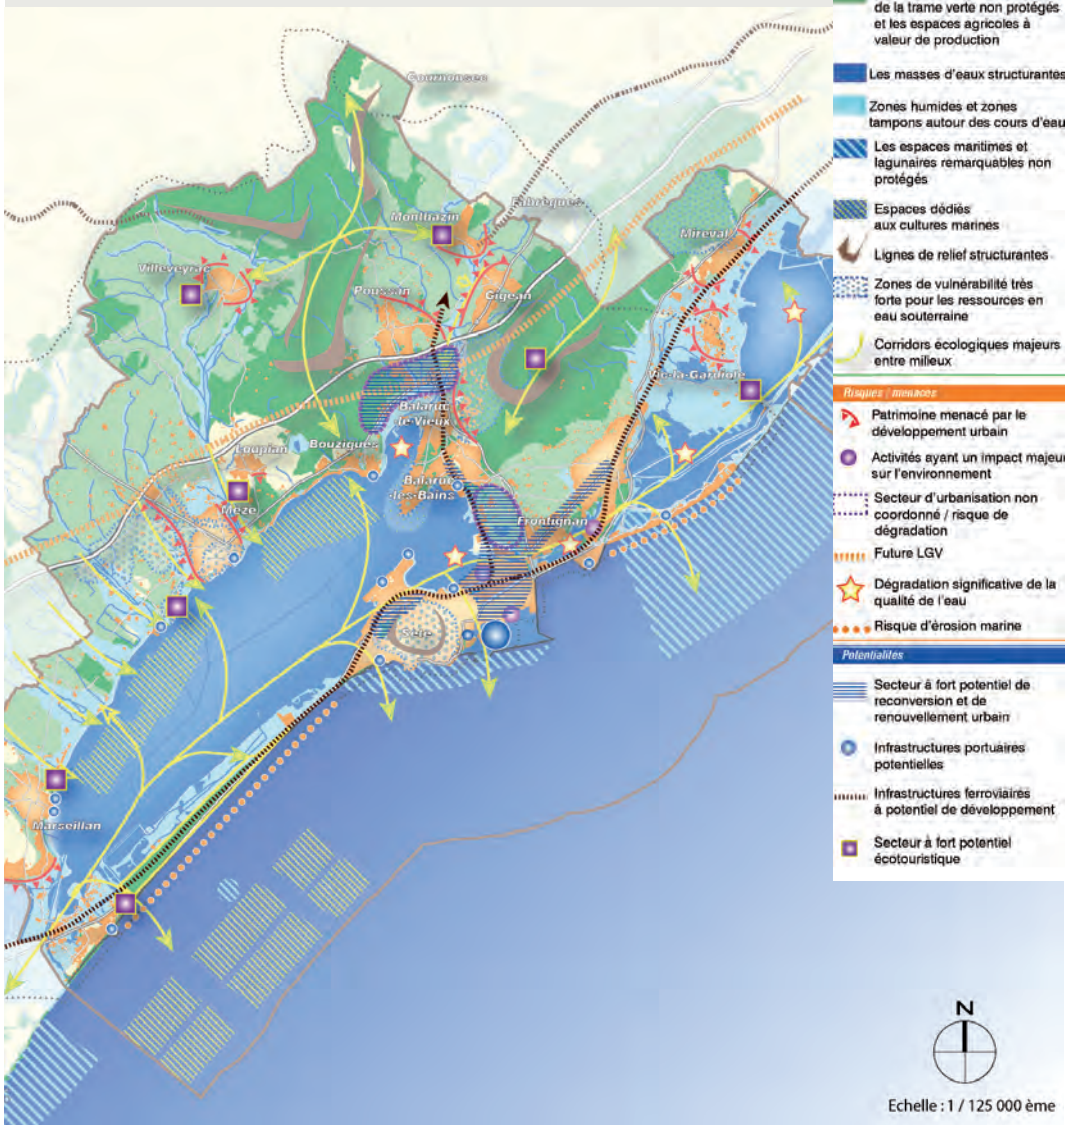 de la trame verte non protégés
et les espaces agricoles à
valeur de production
Les masses d'eaux structurantes
Zones humides et zones
tampons autour des cours d'eau
Les espaces maritimes et
lagunaires remarquables non
protégés
Espaces dédiés
aux cultures marines
Lignes de relief structurantes
Zones de vulnérabilité très
forte pour les ressources en
eau souterraine
Corridors écologiques majeurs
entre milieux
Risques / menaces
Patrimoine menacé par le
développement urbain
Activités ayant un impact majeur
sur l'environnement
Secteur d'urbanisation non
coordonné / risque de
dégradation
Future LGV
Dégradation significative de la
qualité de l'eau
Risque d'érosion marine
Potentialités
Secteur à fort potentiel de
reconversion et de
renouvellement urbain
Infrastructures portuaires
potentielles
Infrastructures ferroviaires
à potentiel de développement
Secteur à fort potentiel
écotouristique
Cournonsec
Fabrègues
Montbazin
Mireval
Villeveyrac
Poussan
Gigean
Vic-la-Gardiole
Balaruc
-le-Vieux
Loupian
Bouzigues
Balaruc
-les-Bains
Mèze
Frontignan
Sète
Marseillan
N
Echelle : 1 / 125 000 ème